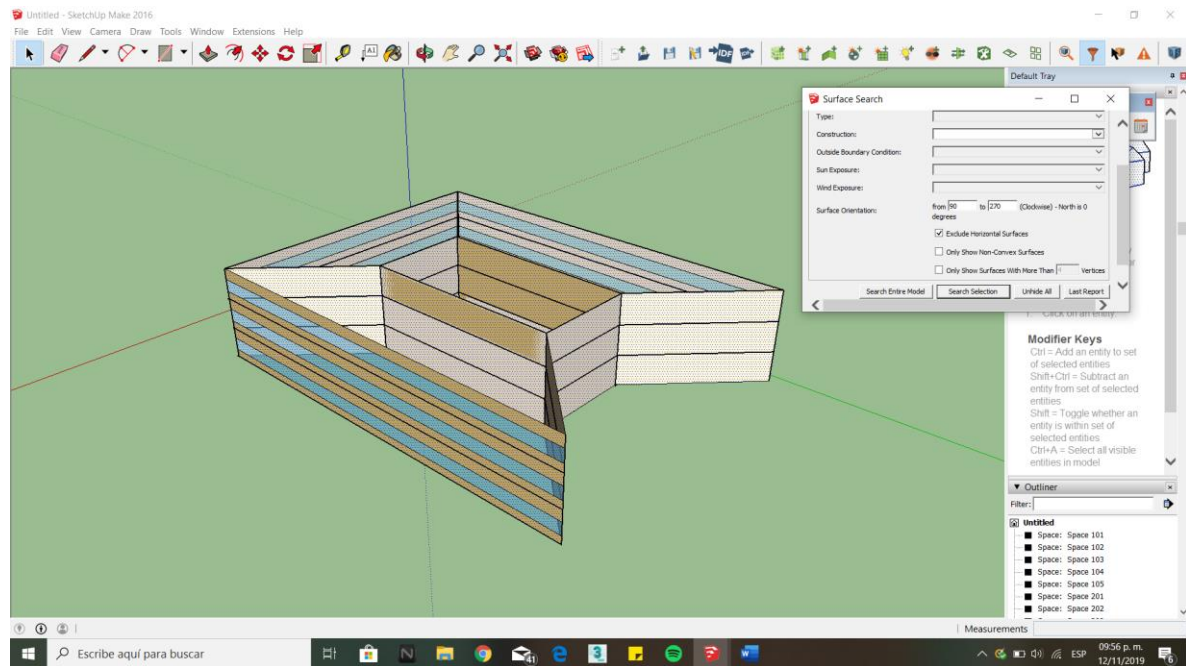 Untitled - SketchUp Make 2016
File Edit View Camera Draw Tools Window Extensions Help
Default Tray
Surface Search
Type:
Construction:
Outside Boundary Condition:
Sun Exposure:
Wind Exposure:
Surface Orientation:
from 90 to 270 (Clockwise) - North is 0
degrees
Exclude Horizontal Surfaces
Only Show Non-Convex Surfaces
Only Show Surfaces With More Than 4 Vertices
Search Entire Model Search Selection Unhide All Last Report
1. Click on an entity.
Modifier Keys
Ctrl = Add an entity to set
of selected entities
Shift+Ctrl = Subtract an
entity from set of selected
entities
Shift = Toggle whether an
entity is within set of
selected entities
Ctrl+A = Select all visible
entities in model
Outliner
Filter:
Untitled
Space: Space 101
Space: Space 102
Space: Space 103
Space: Space 104
Space: Space 105
Space: Space 201
Space: Space 202
Measurements
Escribe aquí para buscar
41
ESP
09:56 p. m.
12/11/2019
6